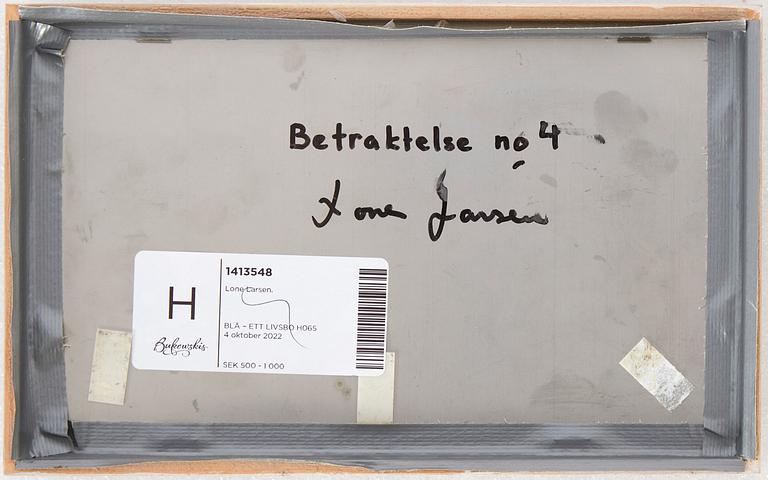 Betraktelse no 4
Lone Larsen
H
Bukowskis
1413548
Lone Larsen.
BLÅ – ETT LIVSBO H065
4 oktober 2022
SEK 500 - 1 000